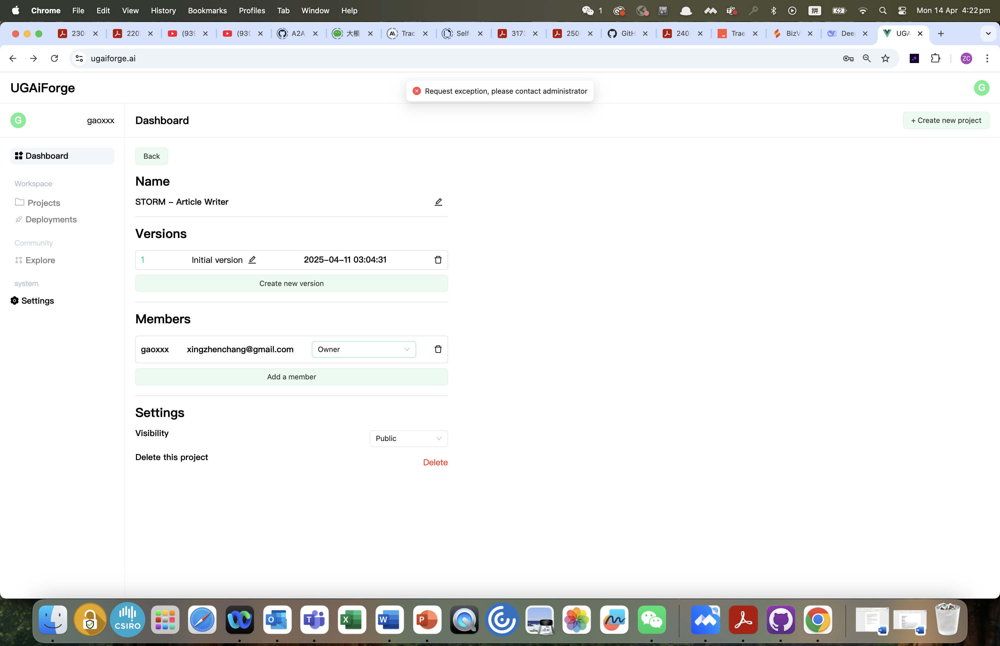 Chrome File Edit View History Bookmarks Profiles Tab Window Help 1 拼 Mon 14 Apr 4:22 pm
230 220 (939 (939 A2A 大模 Trac Self- 3173 250 GitH 240 Trae BizV Dee UGA
ugaiforge.ai ZC
UGAiForge Request exception, please contact administrator G
G gaoxxx Dashboard + Create new project
Dashboard
Back
Workspace
Projects
Deployments
Community
Explore
system
Settings
Name
STORM – Article Writer
Versions
1 Initial version 2025-04-11 03:04:31
Create new version
Members
gaoxxx xingzhenchang@gmail.com Owner
Add a member
Settings
Visibility
Public
Delete this project
Delete
CSIRO